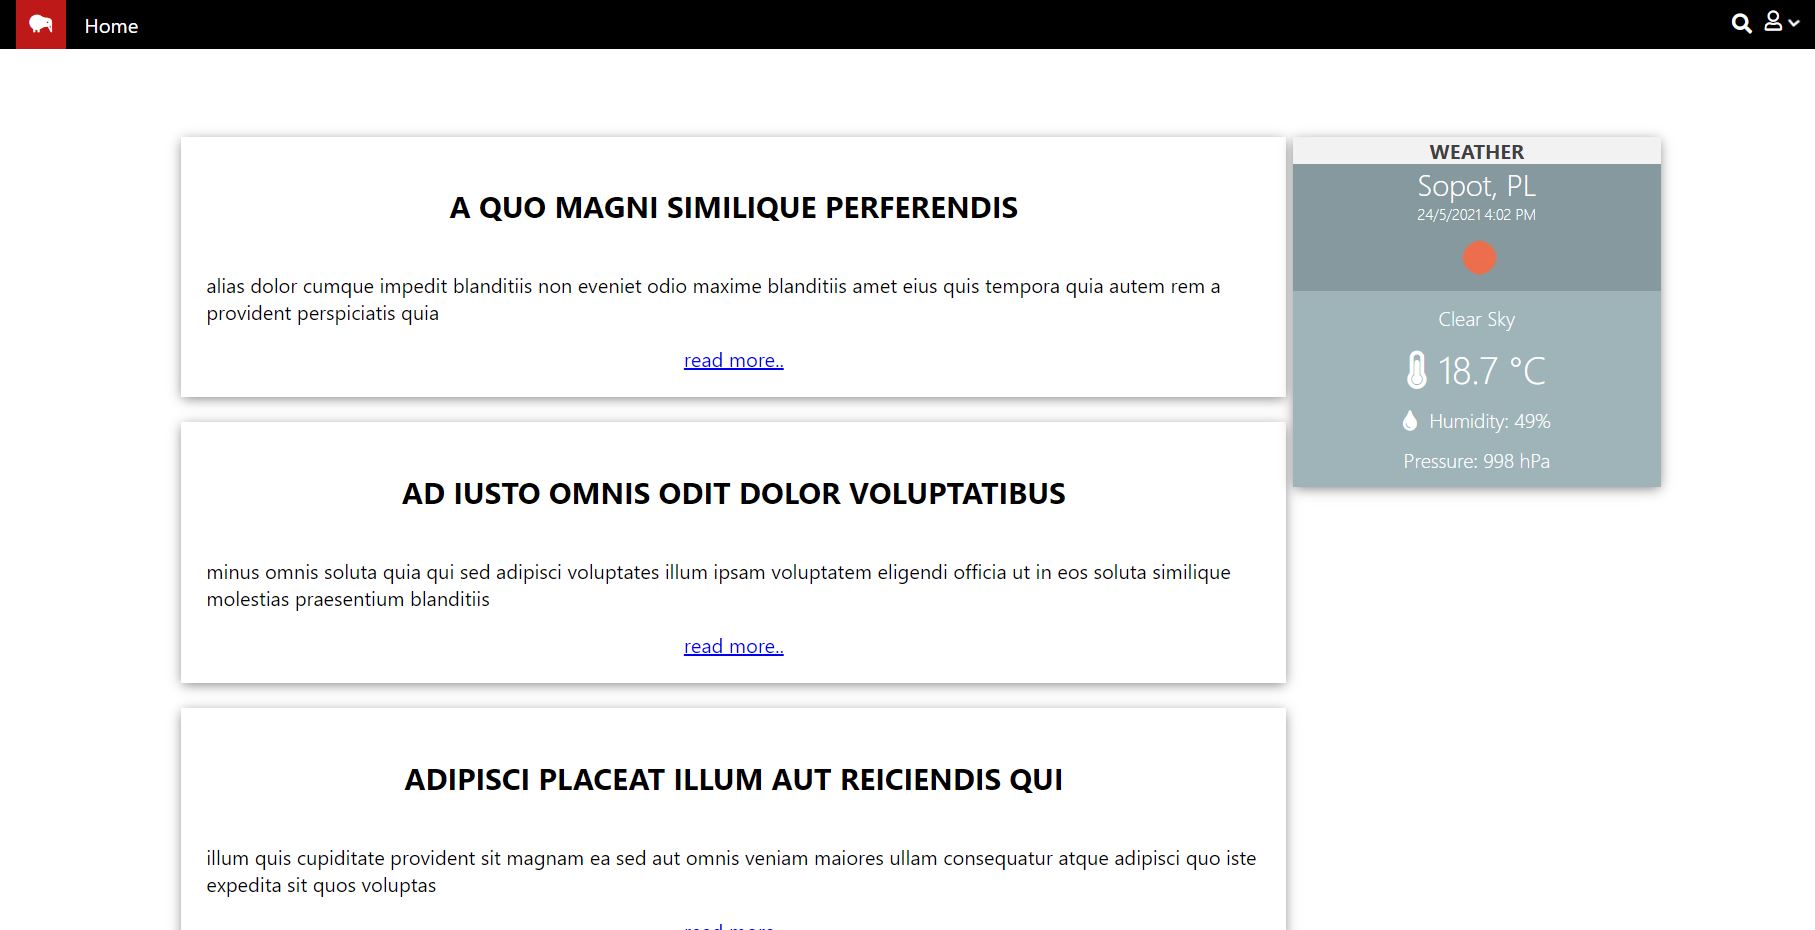 Home
A QUO MAGNI SIMILIQUE PERFERENDIS
alias dolor cumque impedit blanditiis non eveniet odio maxime blanditiis amet eius quis tempora quia autem rem a
provident perspiciatis quia
read more..
AD IUSTO OMNIS ODIT DOLOR VOLUPTATIBUS
minus omnis soluta quia qui sed adipisci voluptates illum ipsam voluptatem eligendi officia ut in eos soluta similique
molestias praesentium blanditiis
read more..
ADIPISCI PLACEAT ILLUM AUT REICIENDIS QUI
illum quis cupiditate provident sit magnam ea sed aut omnis veniam maiores ullam consequatur atque adipisci quo iste
expedita sit quos voluptas
read more
WEATHER
Sopot, PL
24/5/2021 4:02 PM
Clear Sky
18.7 °C
Humidity: 49%
Pressure: 998 hPa